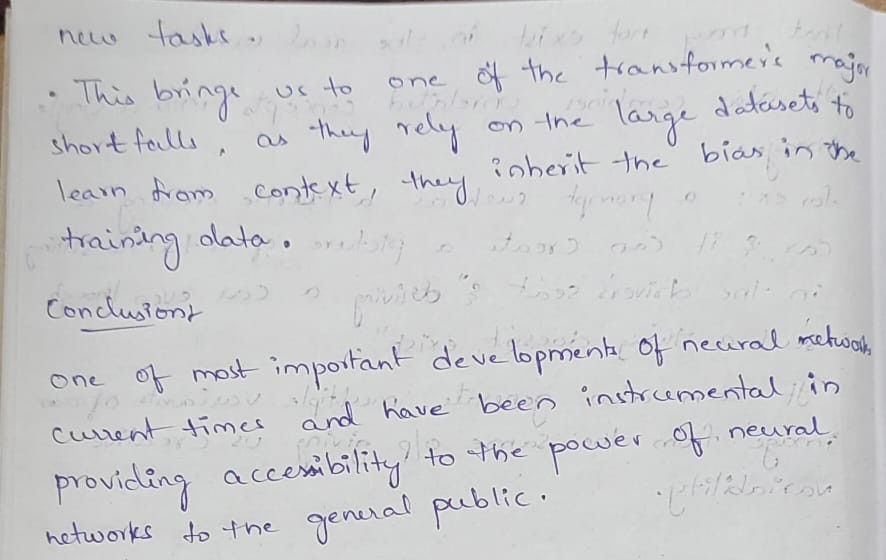 new tasks.
• This brings us to one of the transformer's major
shortfalls, as they rely on the large datasets to
learn from context, they inherit the bias in the
training data.
Conclusion:
one of most important developments of neural network
current times and have been instrumental in
providing accessibility to the power of neural
networks to the general public.